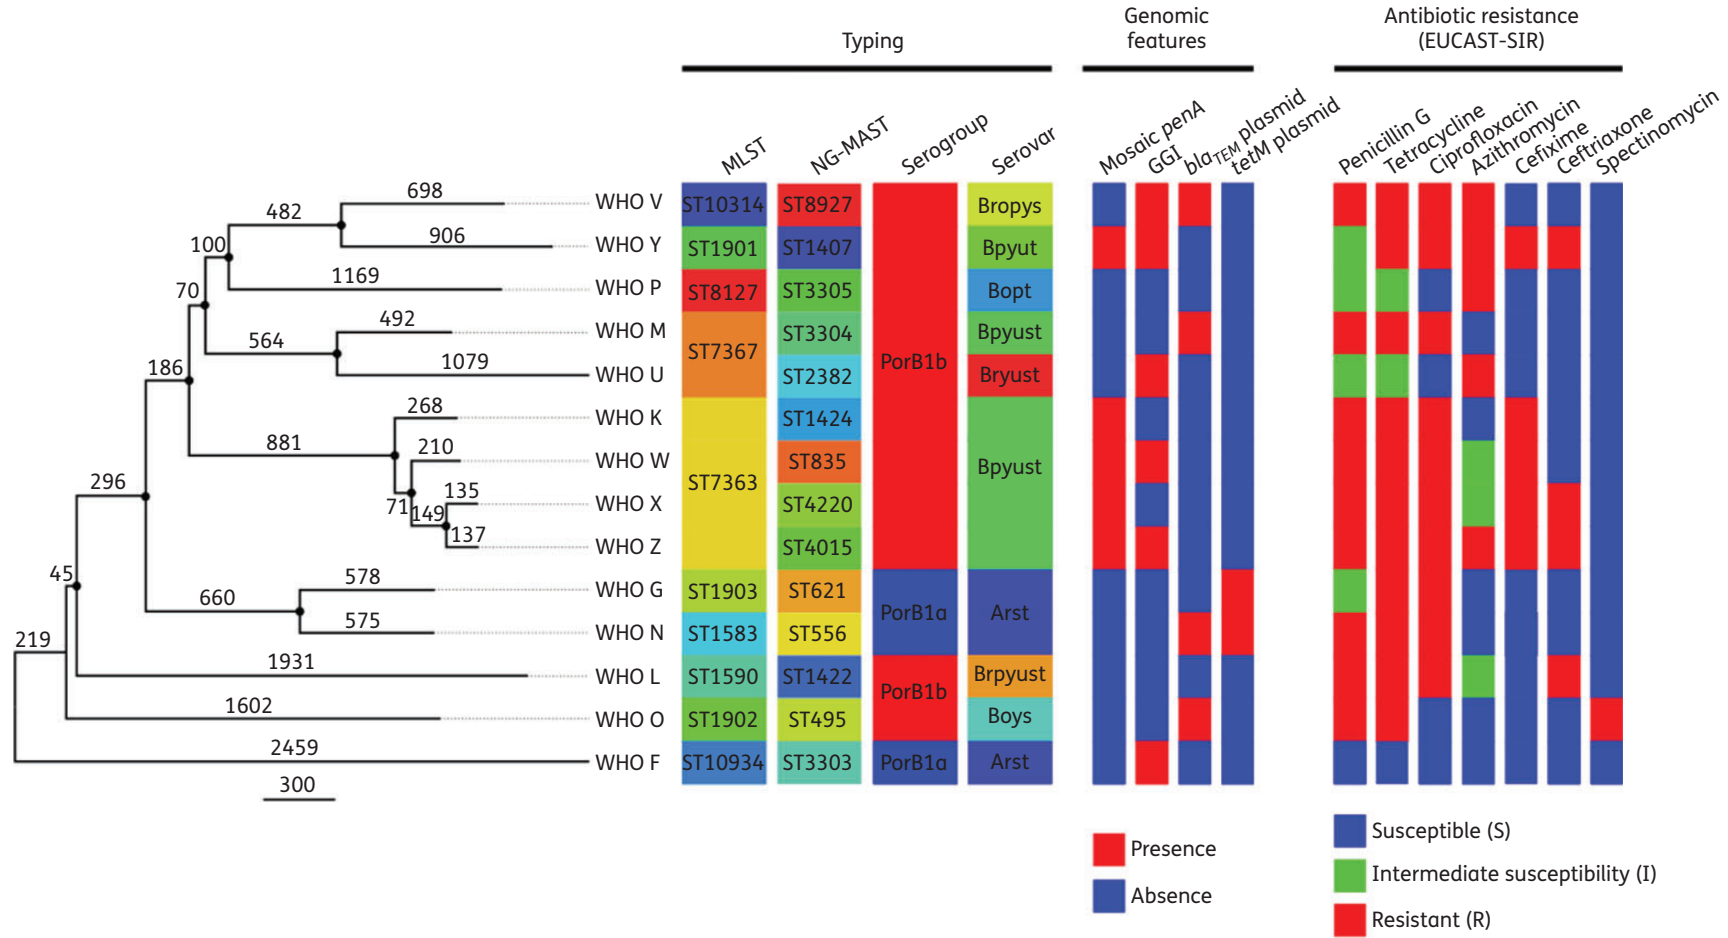 Typing
Genomic
features
Antibiotic resistance
(EUCAST-SIR)
MLST
NG-MAST
Serogroup
Serovar
Mosaic penA
GGI
blaTEM plasmid
tetM plasmid
Penicillin G
Tetracycline
Ciprofloxacin
Azithromycin
Cefixime
Ceftriaxone
Spectinomycin
698
482
906
100
1169
70
492
564
1079
186
268
881
210
135
71
149
137
296
45
578
660
575
219
1931
1602
2459
300
WHO V ST10314 ST8927 Bropys
WHO Y ST1901 ST1407 Bpyut
WHO P ST8127 ST3305 Bopt
WHO M ST3304 Bpyust
ST7367 PorB1b
WHO U ST2382 Bryust
WHO K ST1424
WHO W ST835 Bpyust
ST7363
WHO X ST4220
WHO Z ST4015
WHO G ST1903 ST621
PorB1a Arst
WHO N ST1583 ST556
WHO L ST1590 ST1422 Brpyust
PorB1b
WHO O ST1902 ST495 Boys
WHO F ST10934 ST3303 PorB1a Arst
Presence
Absence
Susceptible (S)
Intermediate susceptibility (I)
Resistant (R)